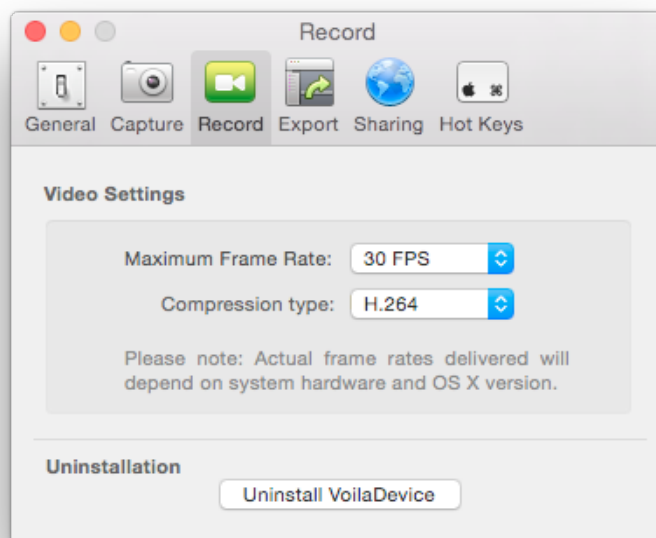 Record
General Capture Record Export Sharing Hot Keys
Video Settings
Maximum Frame Rate: 30 FPS
Compression type: H.264
Please note: Actual frame rates delivered will
depend on system hardware and OS X version.
Uninstallation
Uninstall VoilaDevice